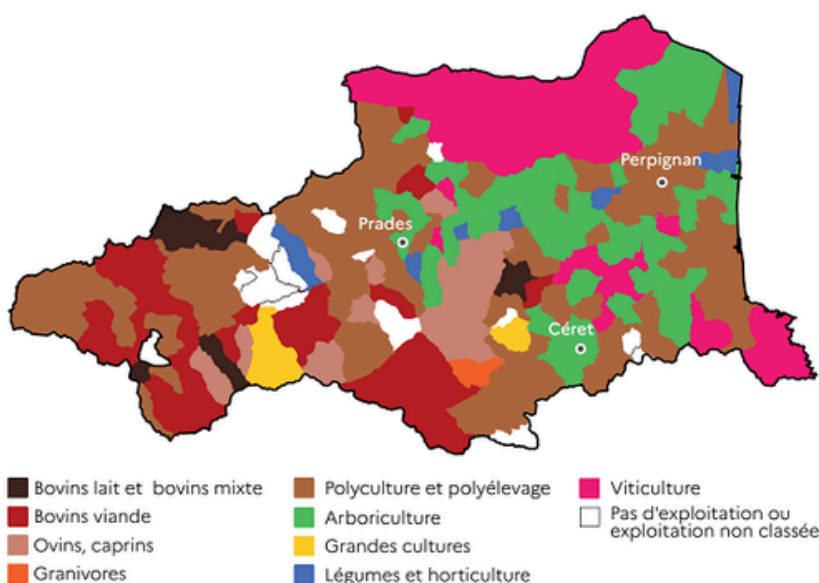 Perpignan
Prades
Céret
Bovins lait et bovins mixte
Bovins viande
Ovins, caprins
Granivores
Polyculture et polyélevage
Arboriculture
Grandes cultures
Légumes et horticulture
Viticulture
Pas d'exploitation ou
exploitation non classée